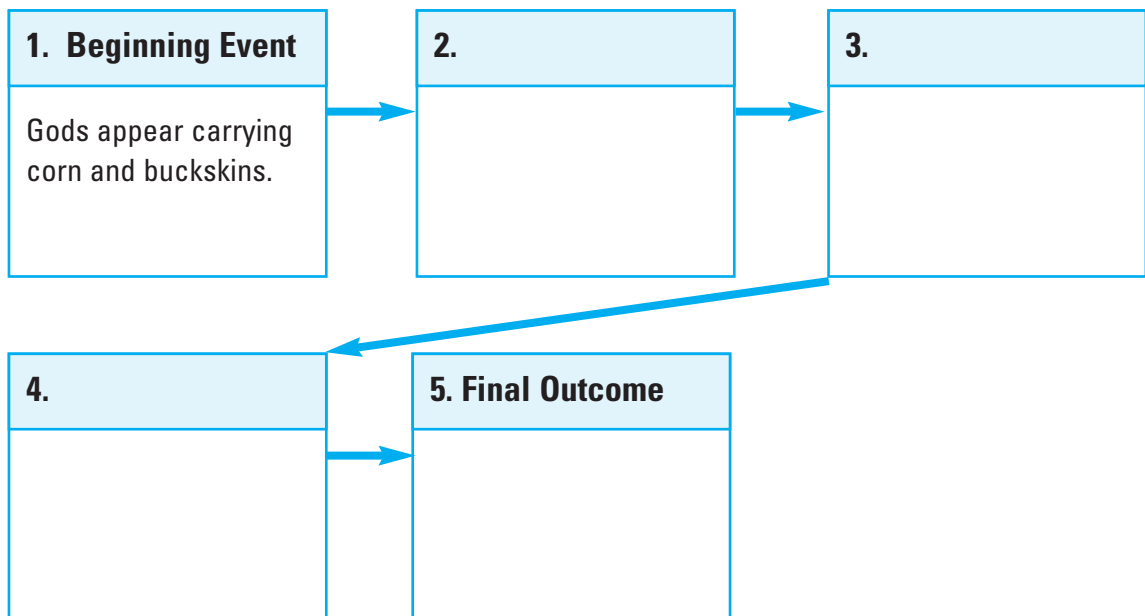 1. Beginning Event
Gods appear carrying
corn and buckskins.
2.
3.
4.
5. Final Outcome